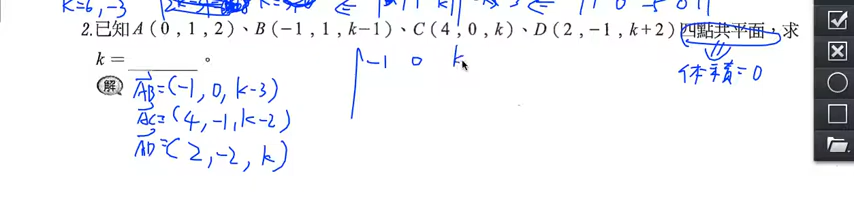 k=6, -3
2.已知A(0,1,2)、B(-1,1,k-1)、C(4,0,k)、D(2,-1,k+2)四點共平面,求
k=______。
解
AB=(-1,0,k-3)
AC=(4,-1,k-2)
AD=(2,-2,k)
-1 0 k
体積=0